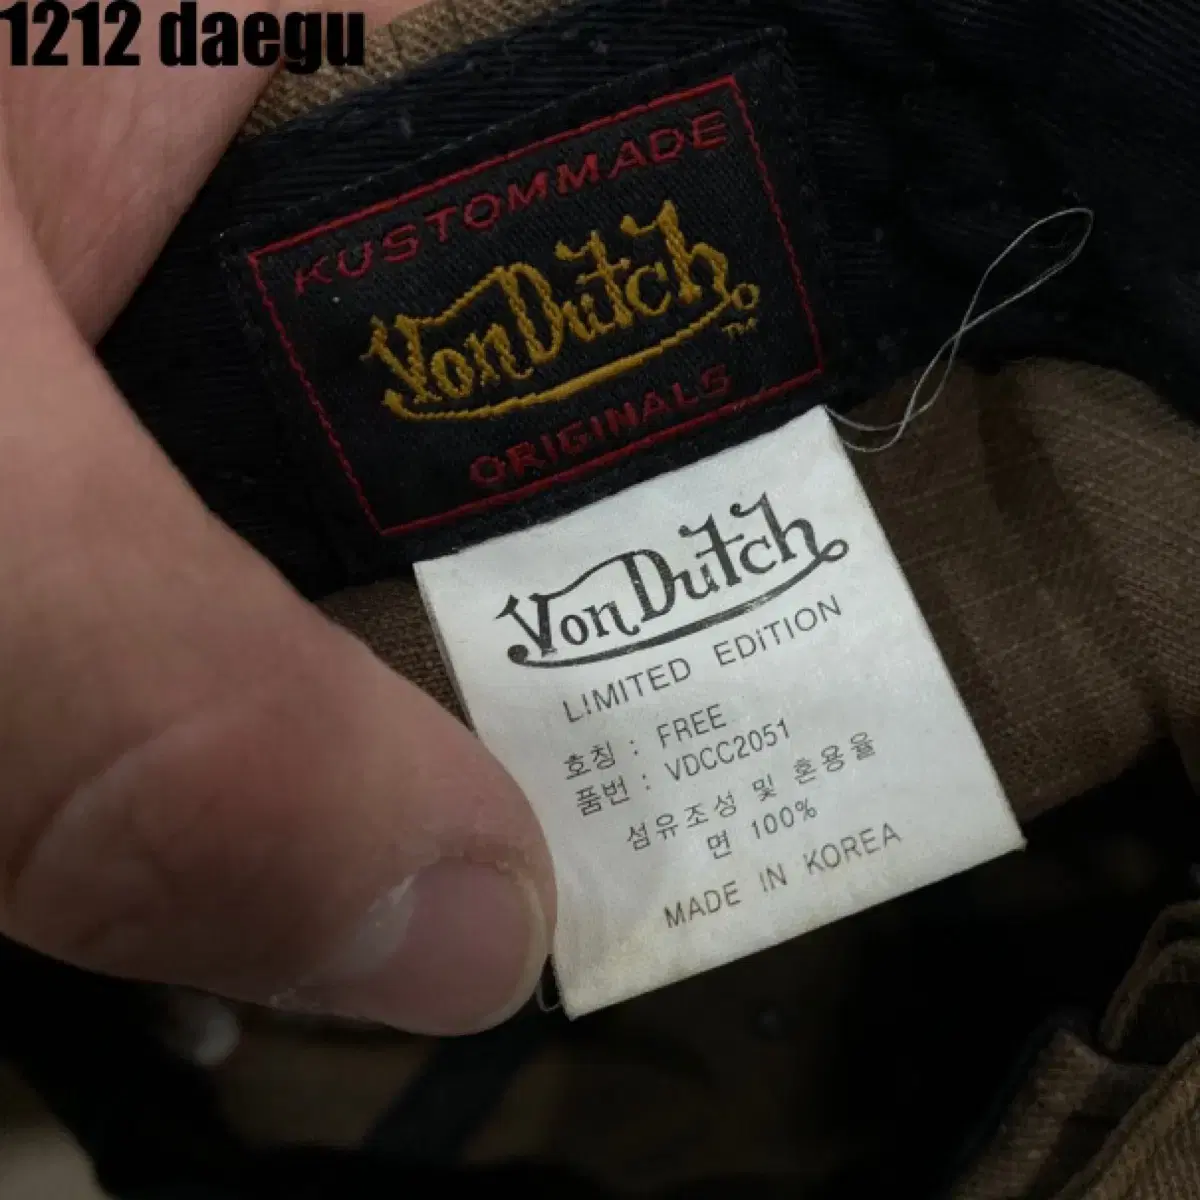 1212 daegu
KUSTOMMADE
Von Dutch
TM
ORIGINALS
Von Dutch
LIMITED EDITION
호칭 : FREE
품번 : VDCC2051
섬유조성 및 혼용율
면 100%
MADE IN KOREA